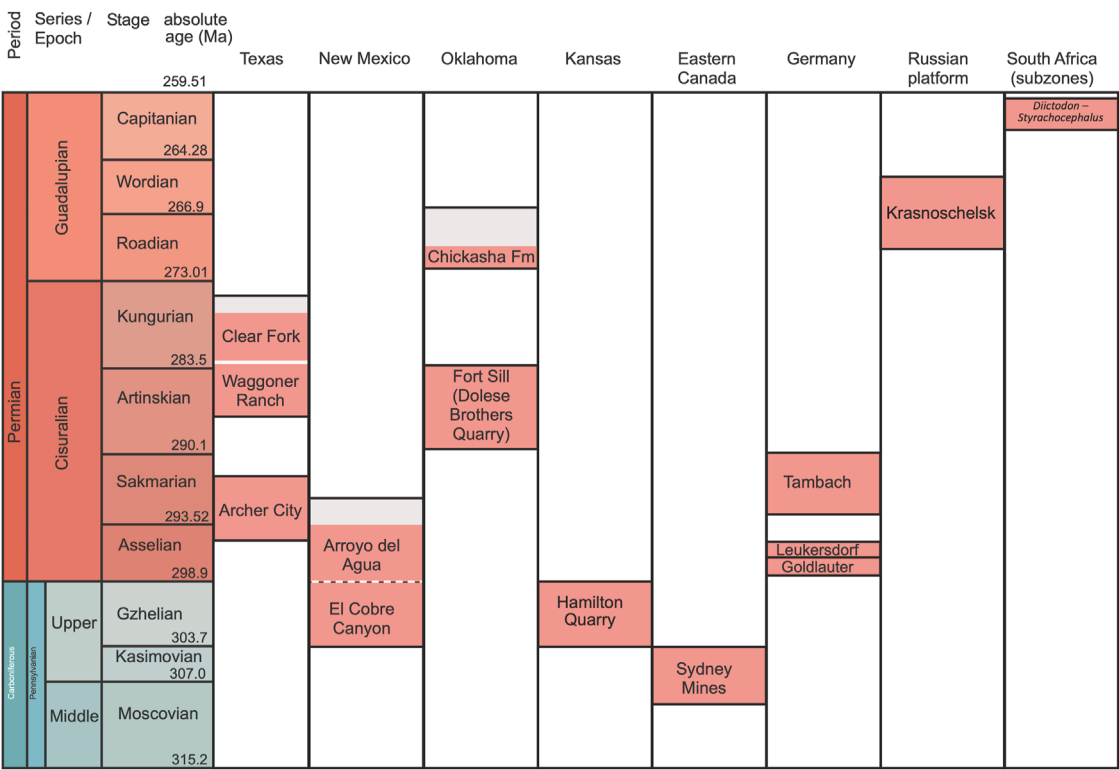 Period
Series /
Epoch
Stage
absolute
age (Ma)
Texas
New Mexico
Oklahoma
Kansas
Eastern
Canada
Germany
Russian
platform
South Africa
(subzones)
259.51
Permian
Guadalupian
Capitanian
264.28
Wordian
266.9
Roadian
273.01
Cisuralian
Kungurian
283.5
Artinskian
290.1
Sakmarian
293.52
Asselian
298.9
Carboniferous
Pennsylvanian
Upper
Gzhelian
303.7
Kasimovian
307.0
Middle
Moscovian
315.2
Clear Fork
Waggoner
Ranch
Archer City
Arroyo del
Agua
El Cobre
Canyon
Chickasha Fm
Fort Sill
(Dolese
Brothers
Quarry)
Hamilton
Quarry
Sydney
Mines
Tambach
Leukersdorf
Goldlauter
Krasnoschelsk
Diictodon –
Styrachocephalus